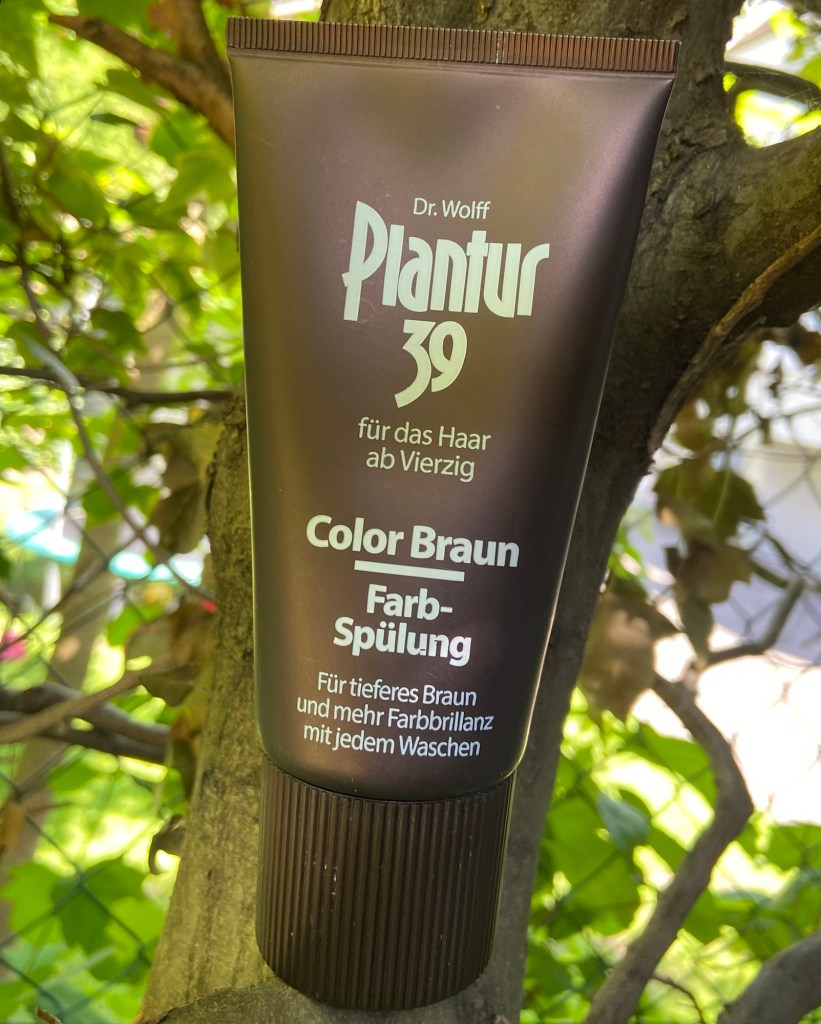 Dr. Wolff
Plantur
39
für das Haar
ab Vierzig
Color Braun
Farb-
Spülung
Für tieferes Braun
und mehr Farbbrillanz
mit jedem Waschen